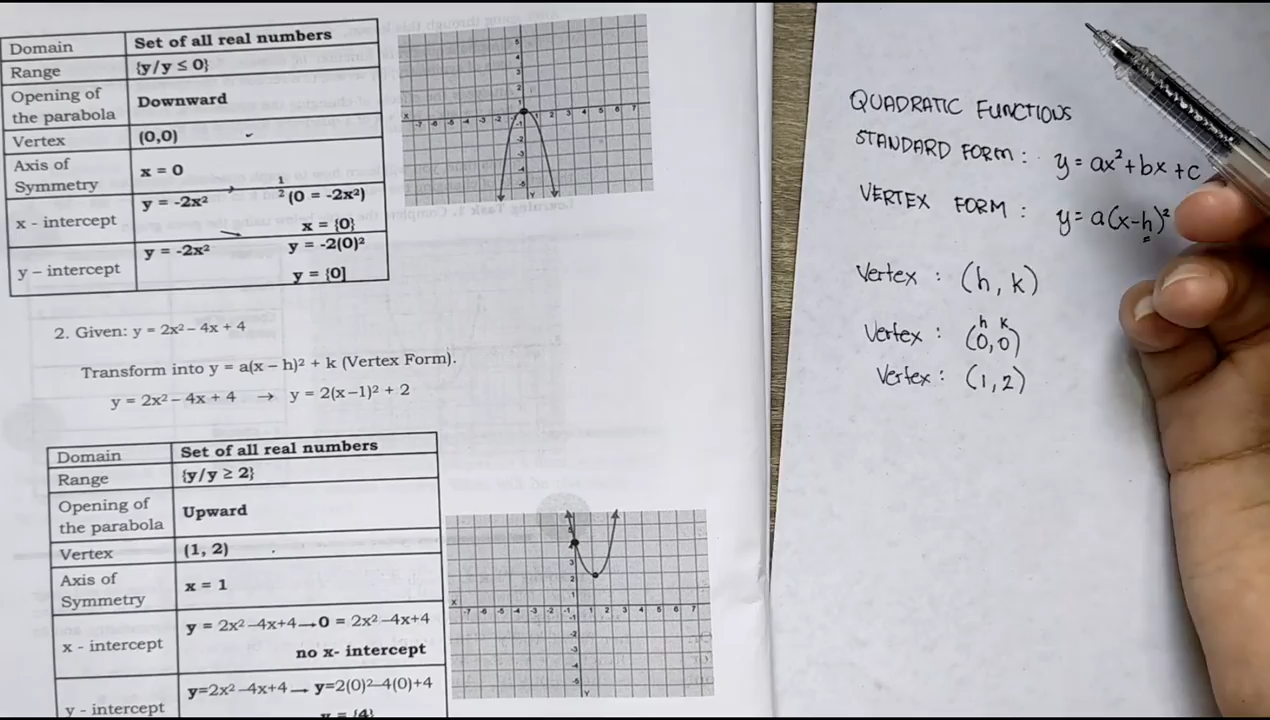 Domain Set of all real numbers
Range {y/y ≤ 0}
Opening of the parabola Downward
Vertex (0,0)
Axis of Symmetry x = 0
x - intercept y = -2x² 1/2 (0 = -2x²)
x = {0}
y – intercept y = -2x² y = -2(0)²
y = {0]
2. Given: y = 2x² – 4x + 4
Transform into y = a(x – h)² + k (Vertex Form).
y = 2x² – 4x + 4 → y = 2(x–1)² + 2
Domain Set of all real numbers
Range {y/y ≥ 2}
Opening of the parabola Upward
Vertex (1, 2)
Axis of Symmetry x = 1
x - intercept y = 2x² –4x+4→0 = 2x² –4x+4
no x- intercept
y - intercept y=2x² –4x+4 → y=2(0)²–4(0)+4
y = {4}
QUADRATIC FUNCTIONS
STANDARD FORM : y = ax² + bx + c
VERTEX FORM : y = a(x-h)²
Vertex : (h, k)
h k
Vertex : (0,0)
Vertex : (1, 2)